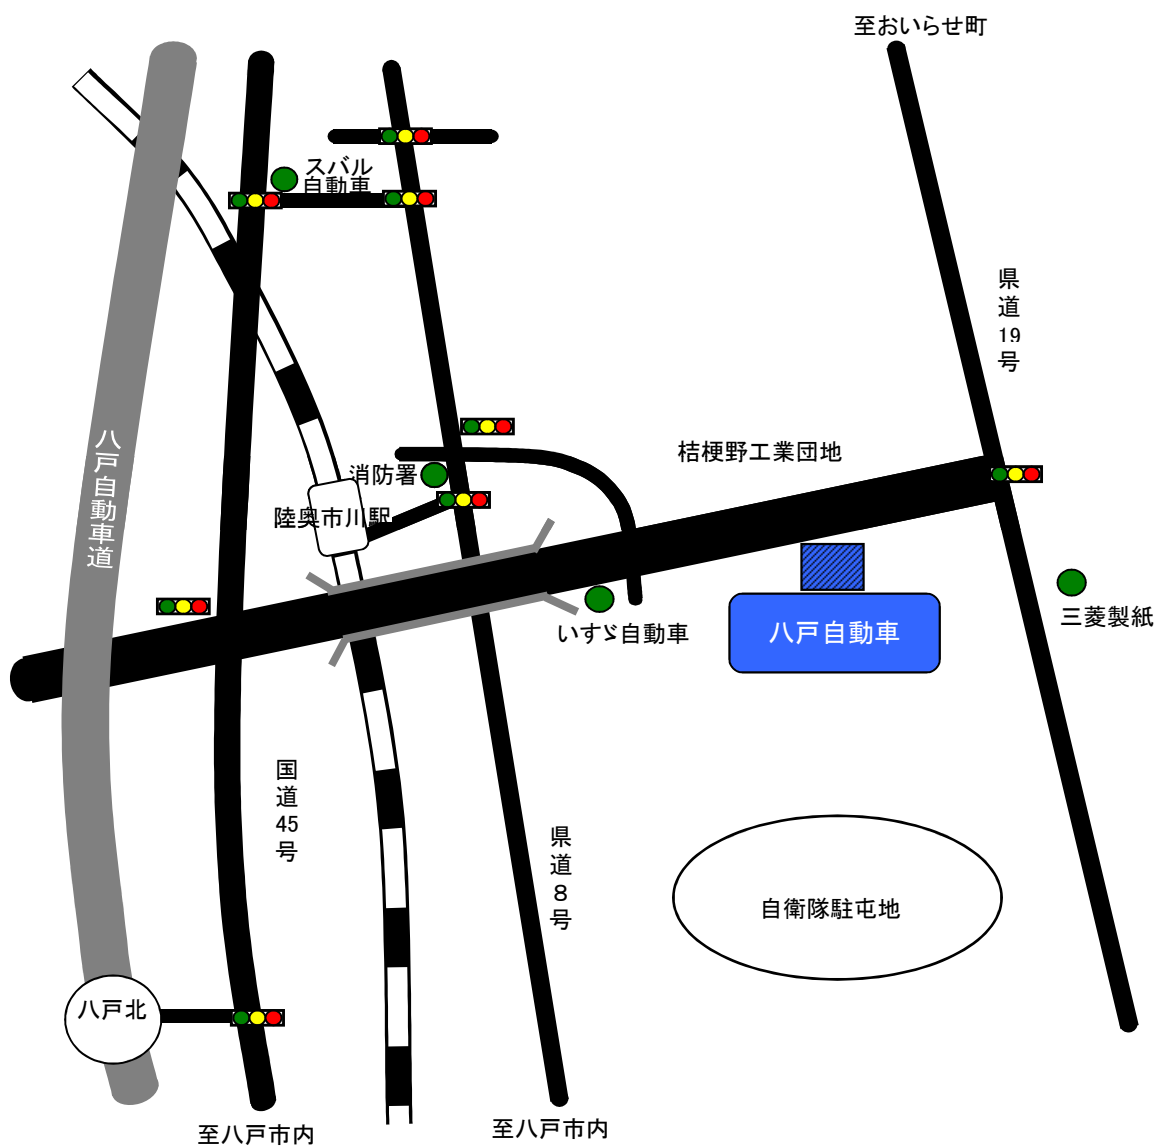 至おいらせ町
スバル
自動車
県道19号
八戸自動車道
桔梗野工業団地
消防署
陸奥市川駅
いすゞ自動車
八戸自動車
三菱製紙
国道45号
県道８号
自衛隊駐屯地
八戸北
至八戸市内
至八戸市内